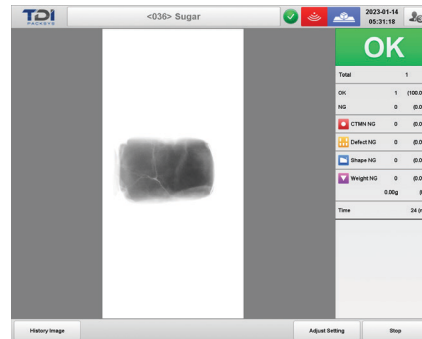 TDI
PACKSYS
<036> Sugar
2023-01-14
05:31:18
OK
Total 1
OK 1 (100.0
NG 0 (0.0
CTMN NG 0 (0.0
Defect NG 0 (0.0
Shape NG 0 (0.0
Weight NG 0 (0.0
0.00g
Time 24 (m
History Image
Adjust Setting
Stop